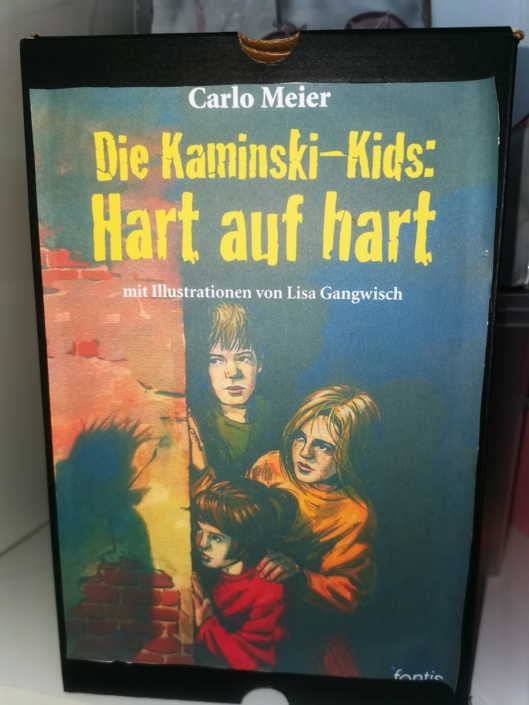 Carlo Meier
Die Kaminski-Kids:
Hart auf hart
mit Illustrationen von Lisa Gangwisch
fontis